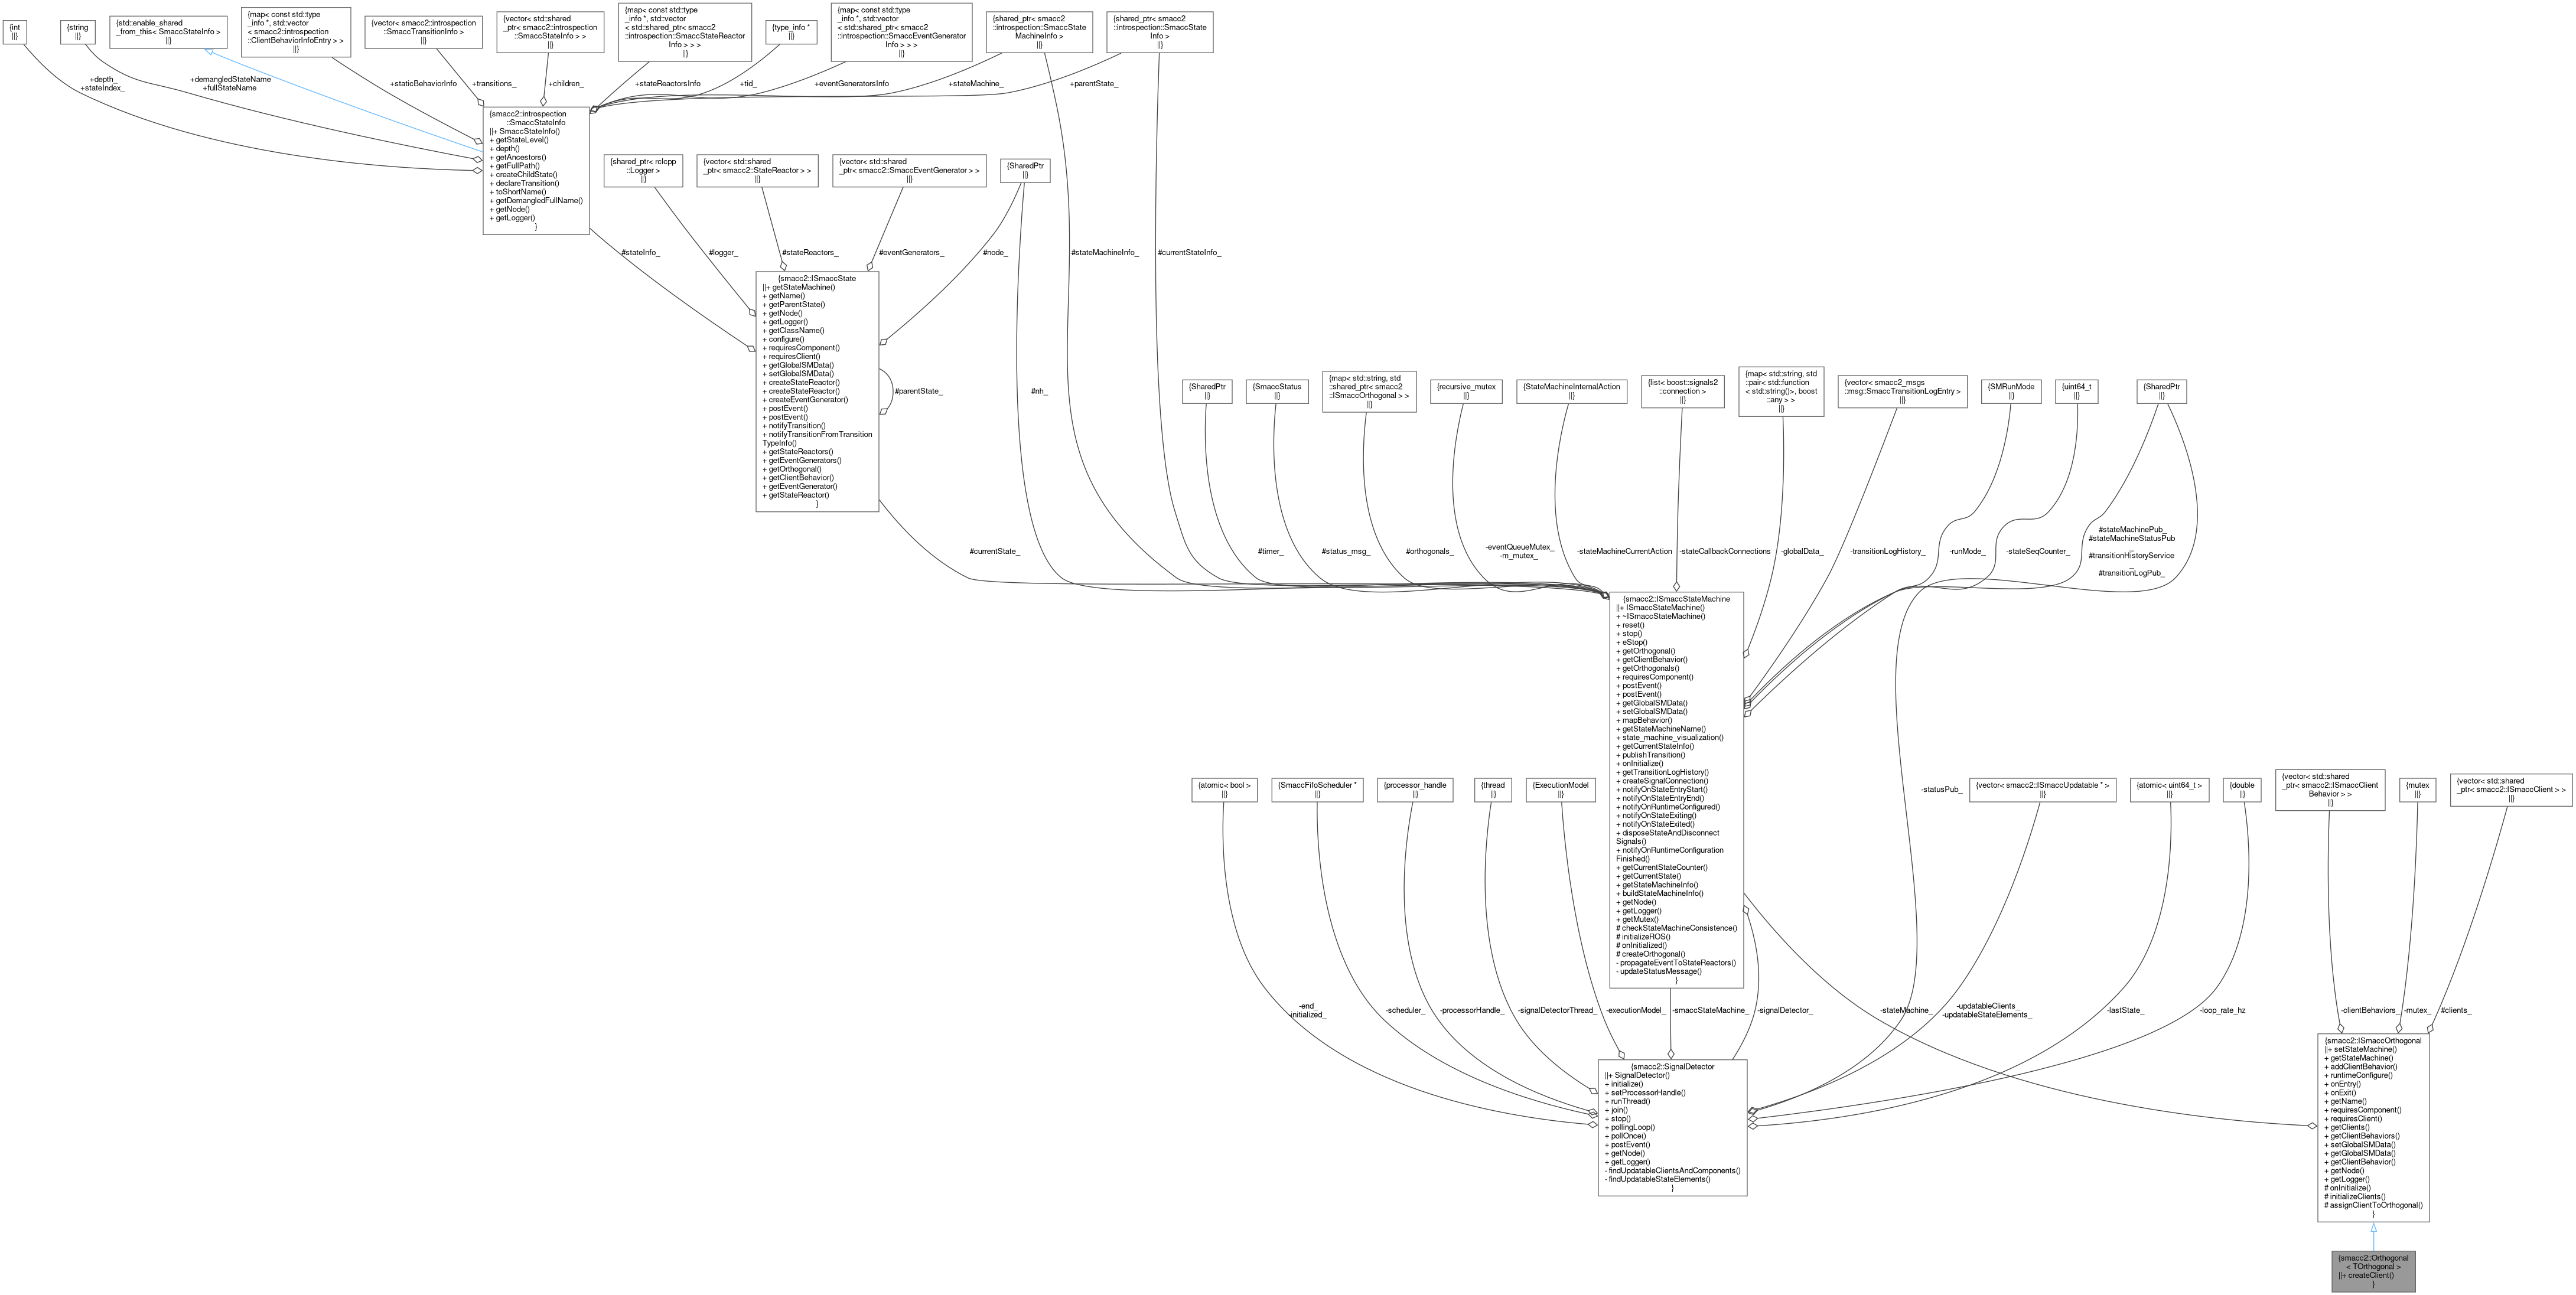 {int
||}
{string
||}
{std::enable_shared
_from_this< SmaccStateInfo >
||}
{map< const std::type
_info *, std::vector
< smacc2::introspection
::ClientBehaviorInfoEntry > >
||}
{vector< smacc2::introspection
::SmaccTransitionInfo >
||}
{vector< std::shared
_ptr< smacc2::introspection
::SmaccStateInfo > >
||}
{map< const std::type
_info *, std::vector
< std::shared_ptr< smacc2
::introspection::SmaccStateReactor
Info > > >
||}
{type_info *
||}
{map< const std::type
_info *, std::vector
< std::shared_ptr< smacc2
::introspection::SmaccEventGenerator
Info > > >
||}
{shared_ptr< smacc2
::introspection::SmaccState
MachineInfo >
||}
{shared_ptr< smacc2
::introspection::SmaccState
Info >
||}
+depth_
+stateIndex_
+demangledStateName
+fullStateName
+staticBehaviorInfo
+transitions_
+children_
+stateReactorsInfo
+tid_
+eventGeneratorsInfo
+stateMachine_
+parentState_
{smacc2::introspection
::SmaccStateInfo
||+ SmaccStateInfo()
+ getStateLevel()
+ depth()
+ getAncestors()
+ getFullPath()
+ createChildState()
+ declareTransition()
+ toShortName()
+ getDemangledFullName()
+ getNode()
+ getLogger()
}
{shared_ptr< rclcpp
::Logger >
||}
{vector< std::shared
_ptr< smacc2::StateReactor > >
||}
{vector< std::shared
_ptr< smacc2::SmaccEventGenerator > >
||}
{SharedPtr
||}
#stateInfo_
#logger_
#stateReactors_
#eventGenerators_
#node_
#stateMachineInfo_
#currentStateInfo_
{smacc2::ISmaccState
||+ getStateMachine()
+ getName()
+ getParentState()
+ getNode()
+ getLogger()
+ getClassName()
+ configure()
+ requiresComponent()
+ requiresClient()
+ getGlobalSMData()
+ setGlobalSMData()
+ createStateReactor()
+ createStateReactor()
+ createEventGenerator()
+ postEvent()
+ postEvent()
+ notifyTransition()
+ notifyTransitionFromTransition
TypeInfo()
+ getStateReactors()
+ getEventGenerators()
+ getOrthogonal()
+ getClientBehavior()
+ getEventGenerator()
+ getStateReactor()
}
#parentState_
#nh_
{SharedPtr
||}
{SmaccStatus
||}
{map< std::string, std
::shared_ptr< smacc2
::ISmaccOrthogonal > >
||}
{recursive_mutex
||}
{StateMachineInternalAction
||}
{list< boost::signals2
::connection >
||}
{map< std::string, std
::pair< std::function
< std::string()>, boost
::any > >
||}
{vector< smacc2_msgs
::msg::SmaccTransitionLogEntry >
||}
{SMRunMode
||}
{uint64_t
||}
{SharedPtr
||}
#currentState_
#timer_
#status_msg_
#orthogonals_
-eventQueueMutex_
-m_mutex_
-stateMachineCurrentAction
-stateCallbackConnections
-globalData_
-transitionLogHistory_
-runMode_
-stateSeqCounter_
#stateMachinePub_
#stateMachineStatusPub
_
#transitionHistoryService
_
#transitionLogPub_
{smacc2::ISmaccStateMachine
||+ ISmaccStateMachine()
+ ~ISmaccStateMachine()
+ reset()
+ stop()
+ eStop()
+ getOrthogonal()
+ getClientBehavior()
+ getOrthogonals()
+ requiresComponent()
+ postEvent()
+ postEvent()
+ getGlobalSMData()
+ setGlobalSMData()
+ mapBehavior()
+ getStateMachineName()
+ state_machine_visualization()
+ getCurrentStateInfo()
+ publishTransition()
+ onInitialize()
+ getTransitionLogHistory()
+ createSignalConnection()
+ notifyOnStateEntryStart()
+ notifyOnStateEntryEnd()
+ notifyOnRuntimeConfigured()
+ notifyOnStateExiting()
+ notifyOnStateExited()
+ disposeStateAndDisconnect
Signals()
+ notifyOnRuntimeConfiguration
Finished()
+ getCurrentStateCounter()
+ getCurrentState()
+ getStateMachineInfo()
+ buildStateMachineInfo()
+ getNode()
+ getLogger()
+ getMutex()
# checkStateMachineConsistence()
# initializeROS()
# onInitialized()
# createOrthogonal()
- propagateEventToStateReactors()
- updateStatusMessage()
}
{atomic< bool >
||}
{SmaccFifoScheduler *
||}
{processor_handle
||}
{thread
||}
{ExecutionModel
||}
-statusPub_
{vector< smacc2::ISmaccUpdatable * >
||}
{atomic< uint64_t >
||}
{double
||}
{vector< std::shared
_ptr< smacc2::ISmaccClient
Behavior > >
||}
{mutex
||}
{vector< std::shared
_ptr< smacc2::ISmaccClient > >
||}
-end_
-initialized_
-scheduler_
-processorHandle_
-signalDetectorThread_
-executionModel_
-smaccStateMachine_
-signalDetector_
-stateMachine_
-updatableClients_
-updatableStateElements_
-lastState_
-loop_rate_hz
-clientBehaviors_
-mutex_
#clients_
{smacc2::SignalDetector
||+ SignalDetector()
+ initialize()
+ setProcessorHandle()
+ runThread()
+ join()
+ stop()
+ pollingLoop()
+ pollOnce()
+ postEvent()
+ getNode()
+ getLogger()
- findUpdatableClientsAndComponents()
- findUpdatableStateElements()
}
{smacc2::ISmaccOrthogonal
||+ setStateMachine()
+ getStateMachine()
+ addClientBehavior()
+ runtimeConfigure()
+ onEntry()
+ onExit()
+ getName()
+ requiresComponent()
+ requiresClient()
+ getClients()
+ getClientBehaviors()
+ setGlobalSMData()
+ getGlobalSMData()
+ getClientBehavior()
+ getNode()
+ getLogger()
# onInitialize()
# initializeClients()
# assignClientToOrthogonal()
}
{smacc2::Orthogonal
< TOrthogonal >
||+ createClient()
}